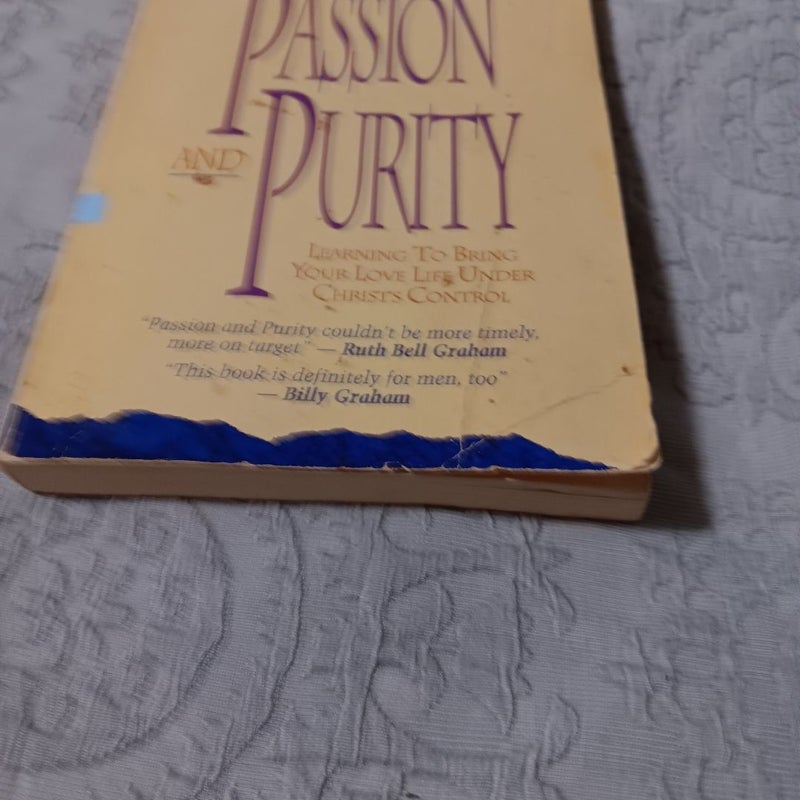 PASSION
AND PURITY
LEARNING TO BRING
YOUR LOVE LIFE UNDER
CHRIST'S CONTROL
"Passion and Purity couldn't be more timely,
more on target" — Ruth Bell Graham
"This book is definitely for men, too"
— Billy Graham